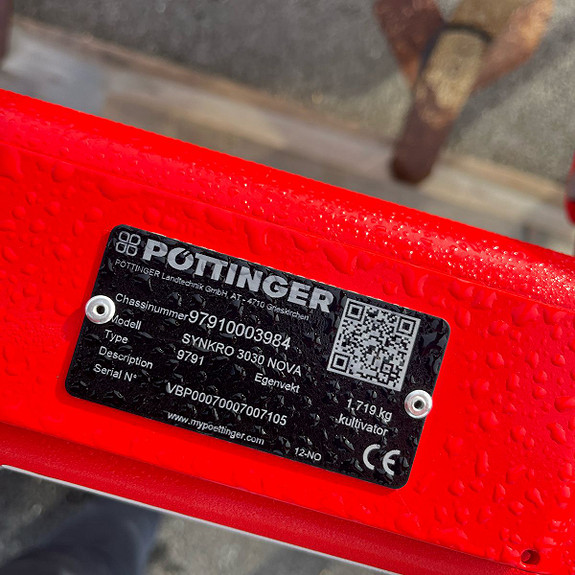 PÖTTINGER
PÖTTINGER Landtechnik GmbH, AT - 4710 Grieskirchen
Chassinummer 97910003984
Modell SYNKRO 3030 NOVA
Type 9791 Egenvekt 1,719 kg
Description kultivator
Serial N° VBP00070007007105
www.mypoettinger.com 12-NO CE